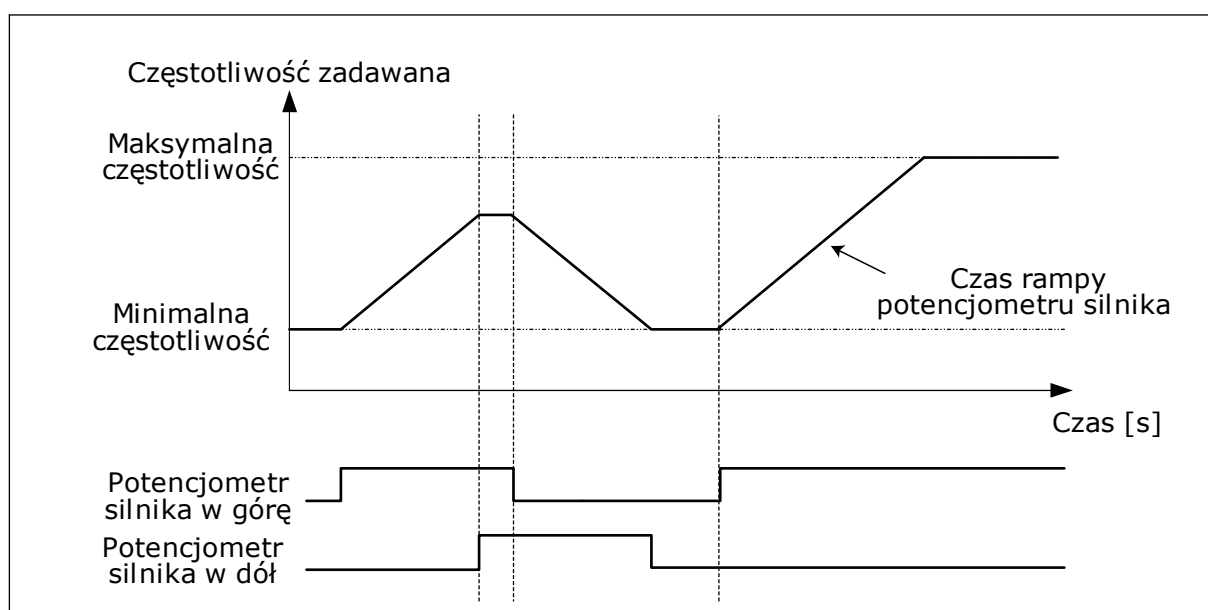 Częstotliwość zadawana
Maksymalna
częstotliwość
Minimalna
częstotliwość
Czas rampy
potencjometru silnika
Czas [s]
Potencjometr
silnika w górę
Potencjometr
silnika w dół